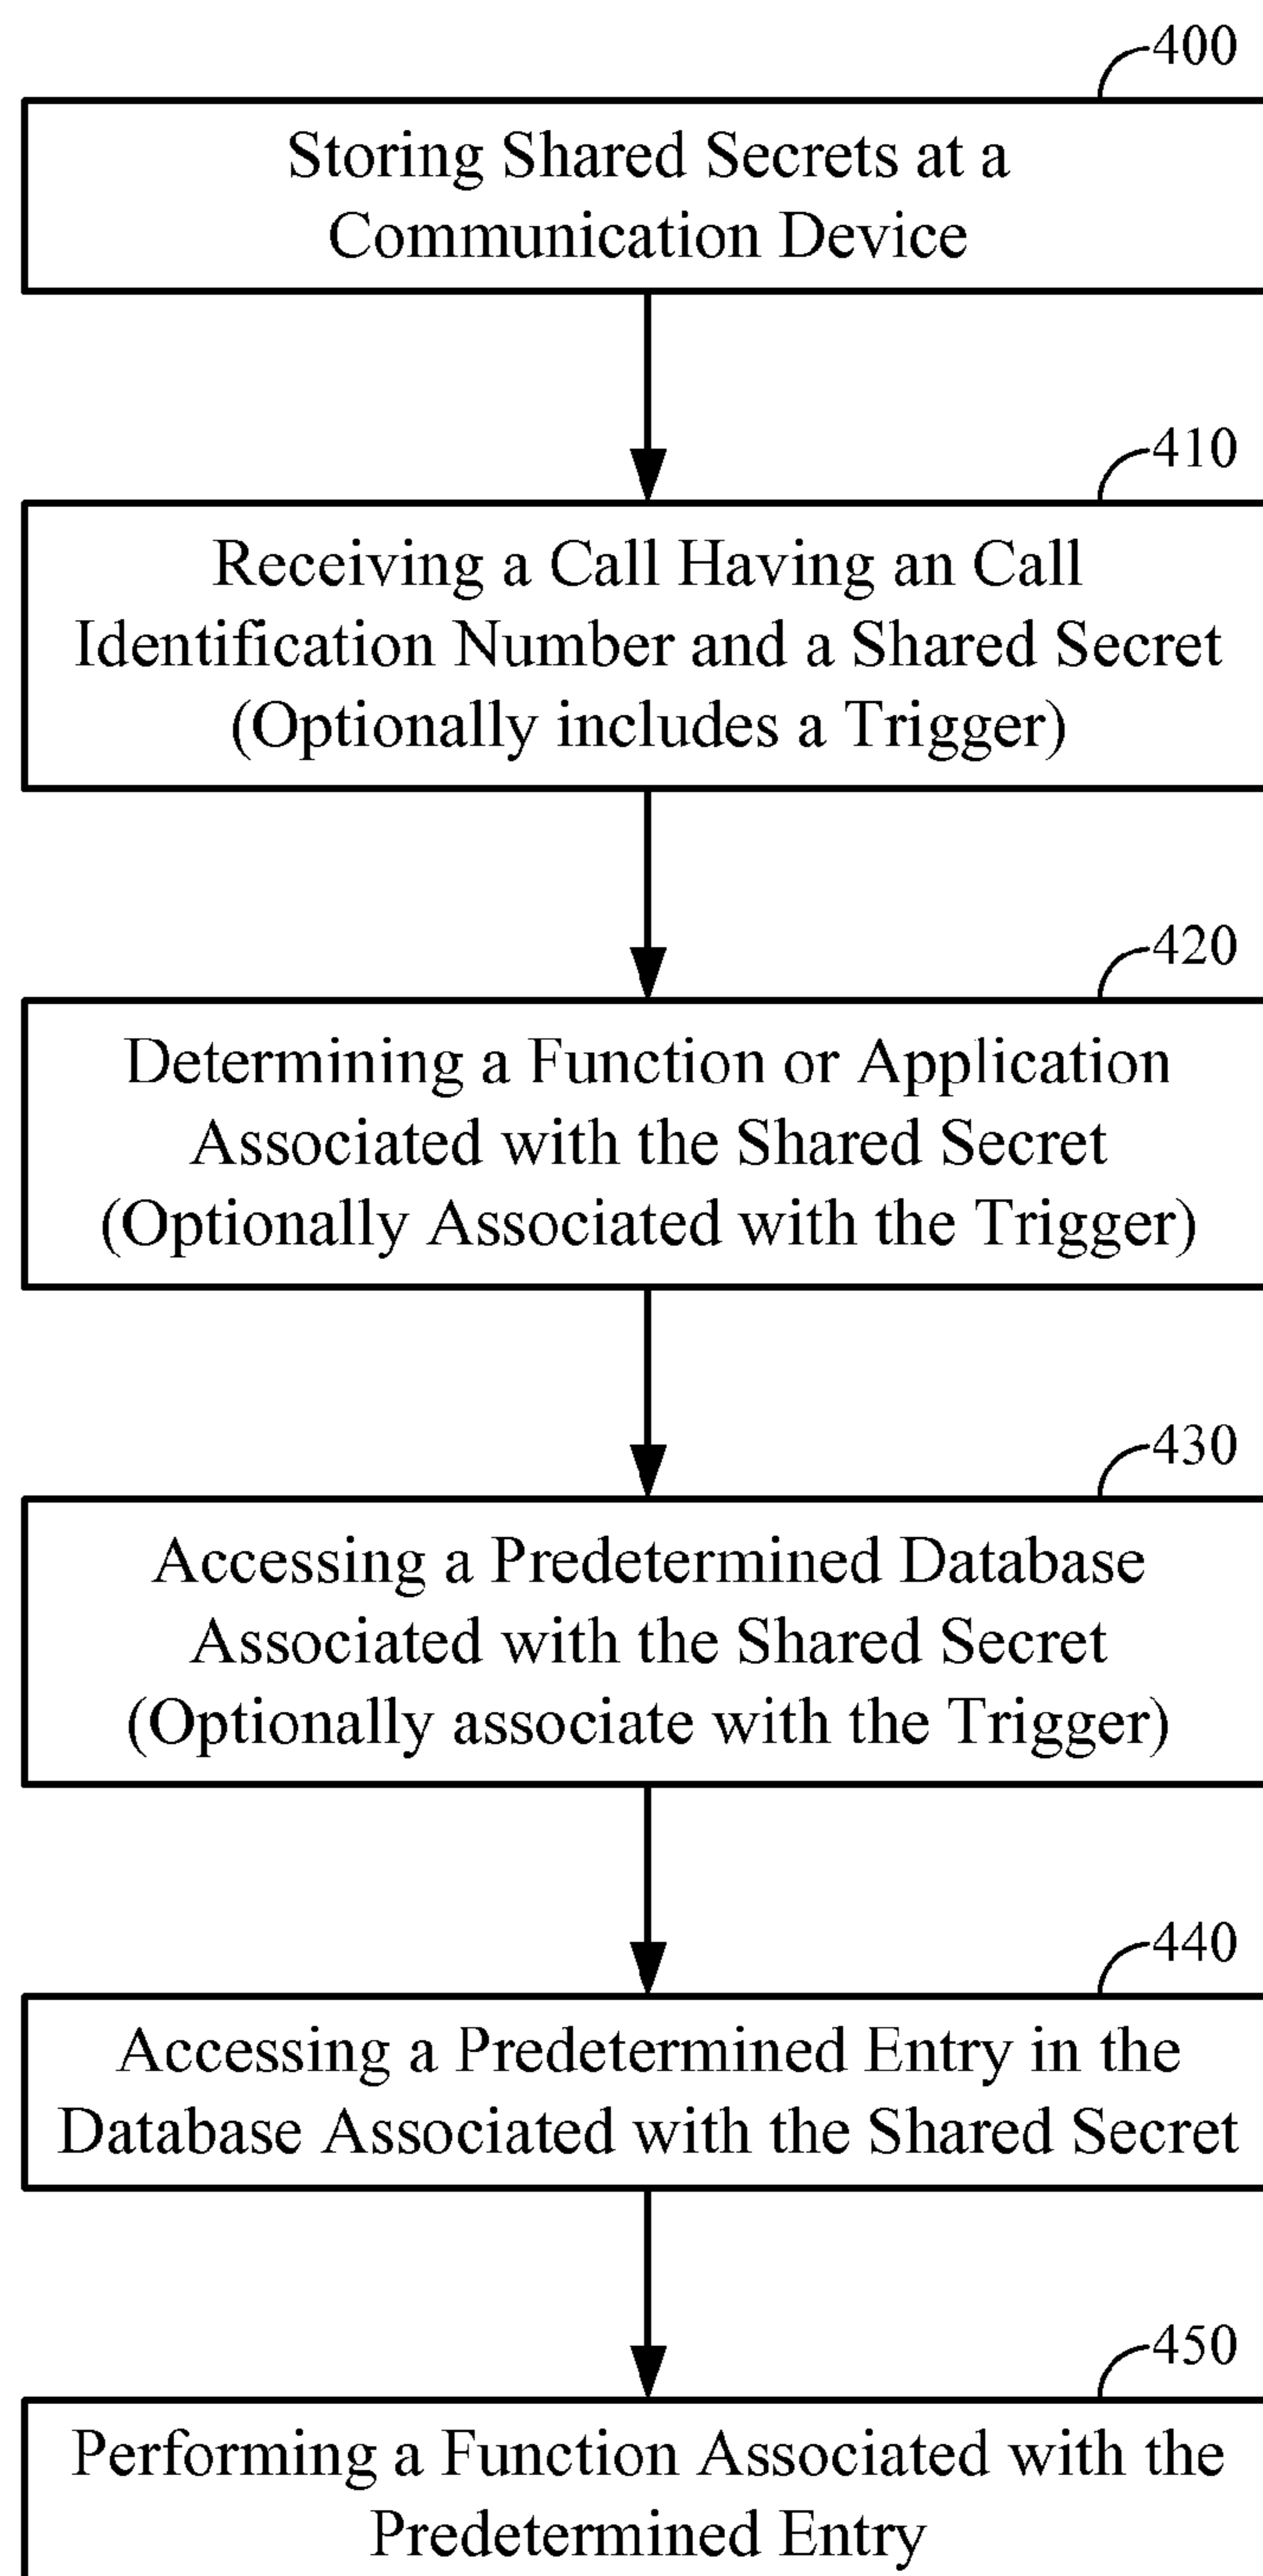 400
Storing Shared Secrets at a
Communication Device
410
Receiving a Call Having an Call
Identification Number and a Shared Secret
(Optionally includes a Trigger)
420
Determining a Function or Application
Associated with the Shared Secret
(Optionally Associated with the Trigger)
430
Accessing a Predetermined Database
Associated with the Shared Secret
(Optionally associate with the Trigger)
440
Accessing a Predetermined Entry in the
Database Associated with the Shared Secret
450
Performing a Function Associated with the
Predetermined Entry